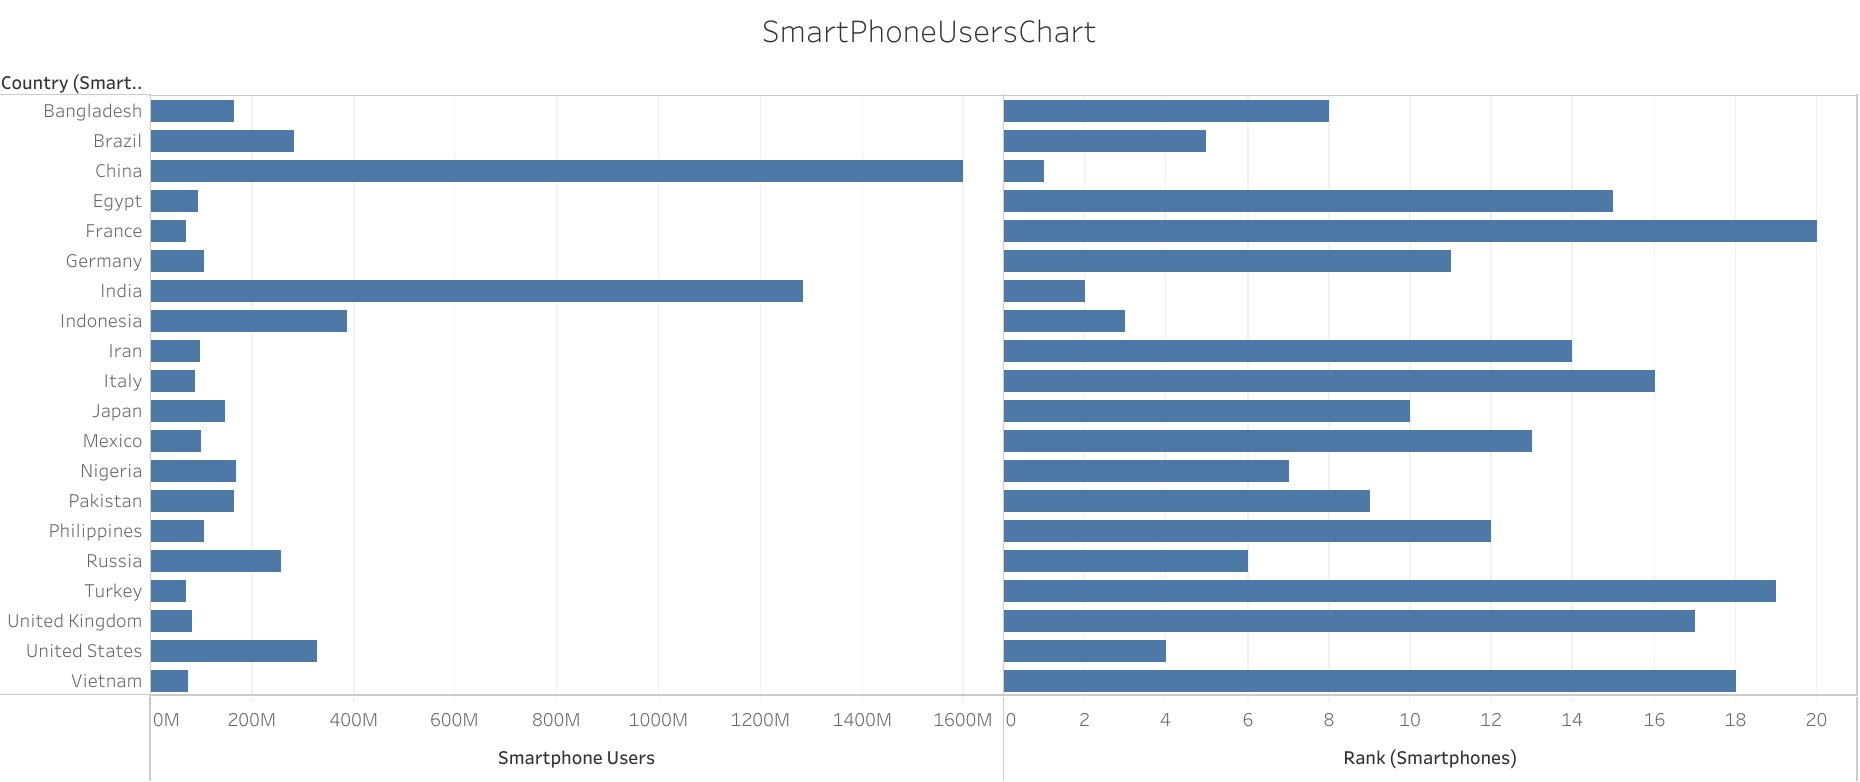 SmartPhoneUsersChart
Country (Smart..
Bangladesh
Brazil
China
Egypt
France
Germany
India
Indonesia
Iran
Italy
Japan
Mexico
Nigeria
Pakistan
Philippines
Russia
Turkey
United Kingdom
United States
Vietnam
0M 200M 400M 600M 800M 1000M 1200M 1400M 1600M 0 2 4 6 8 10 12 14 16 18 20
Smartphone Users Rank (Smartphones)